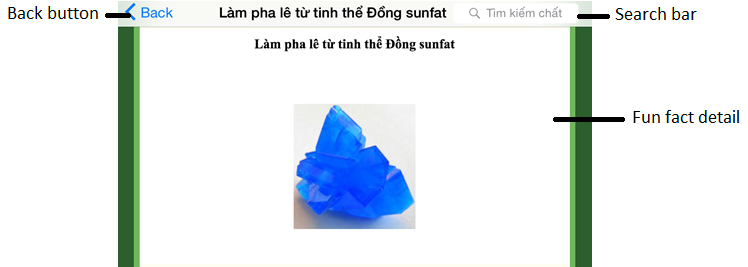 Back button
Back
Làm pha lê từ tinh thể Đồng sunfat
Tìm kiếm chất
Search bar
Làm pha lê từ tinh thể Đồng sunfat
Fun fact detail